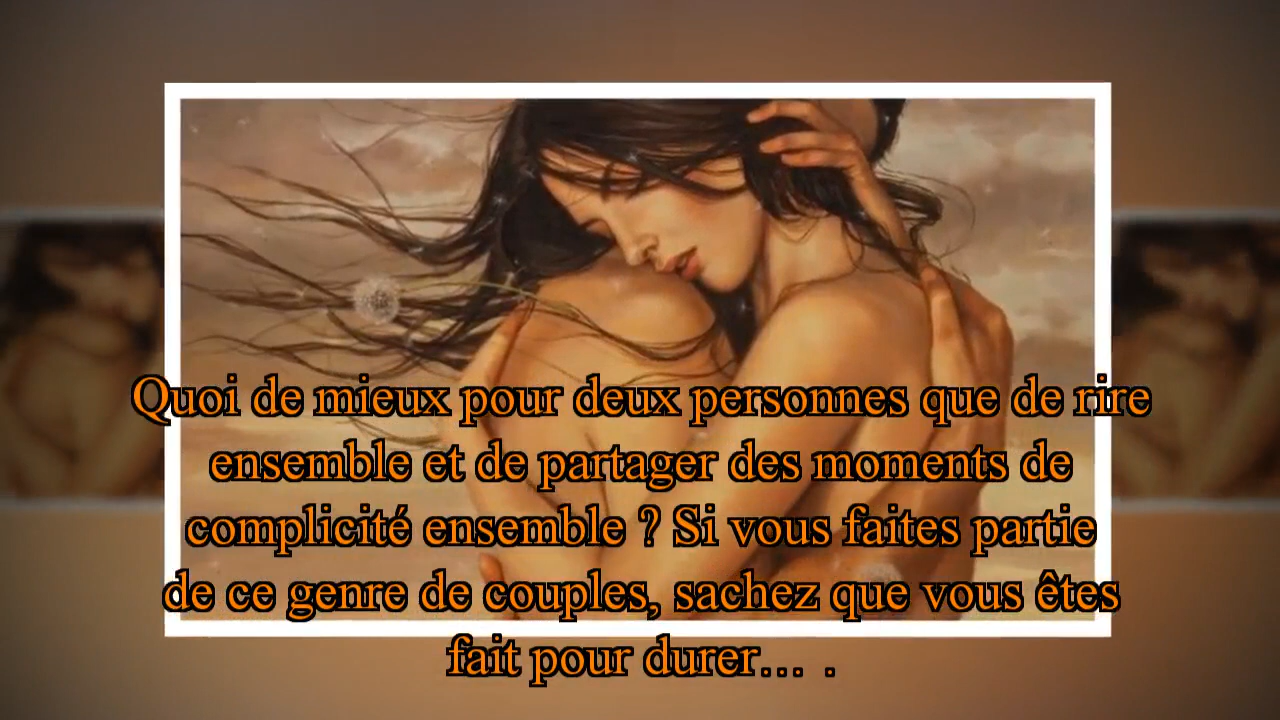 Quoi de mieux pour deux personnes que de rire
ensemble et de partager des moments de
complicité ensemble ? Si vous faites partie
de ce genre de couples, sachez que vous êtes
fait pour durer… .